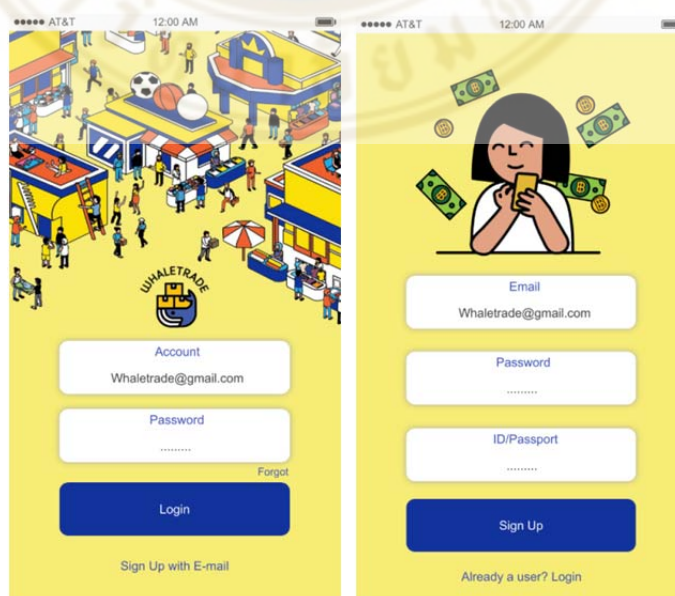 AT&T 12:00 AM
WHALETRADE
Account
Whaletrade@gmail.com
Password
.........
Forgot
Login
Sign Up with E-mail
AT&T 12:00 AM
Email
Whaletrade@gmail.com
Password
.........
ID/Passport
.........
Sign Up
Already a user? Login